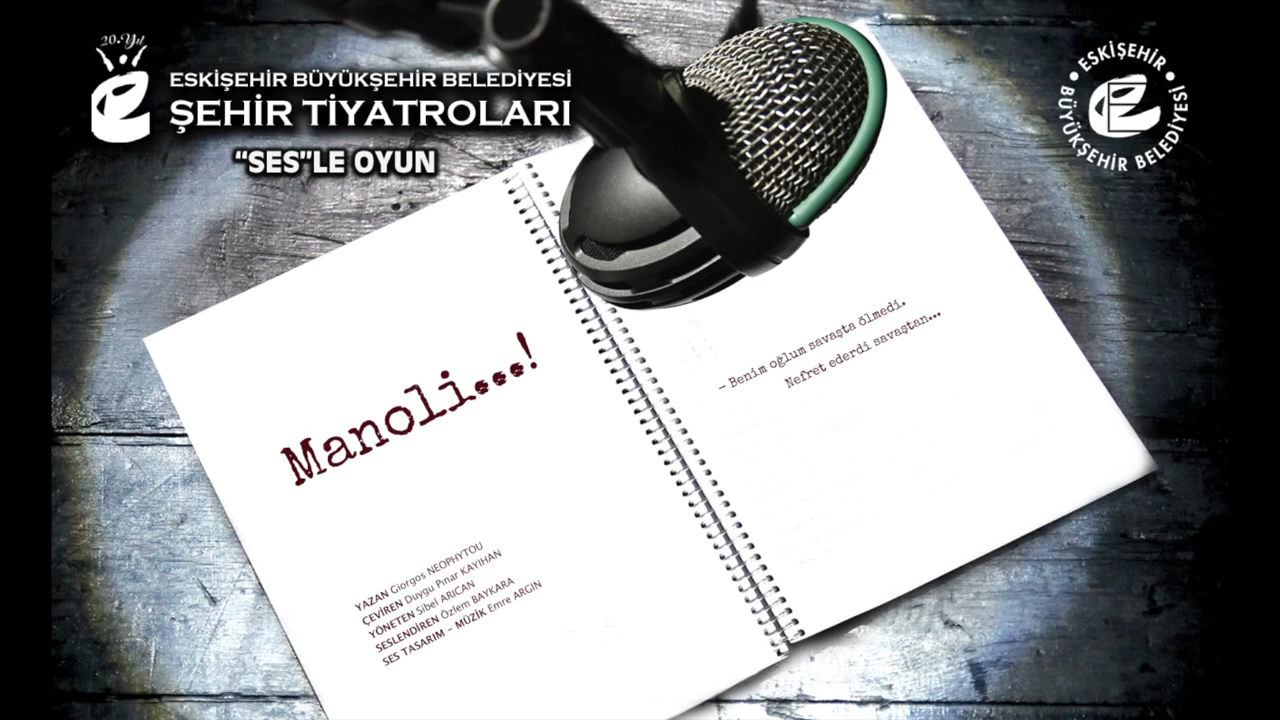 20.Yıl
ESKİŞEHİR BÜYÜKŞEHİR BELEDİYESİ
ŞEHİR TİYATROLARI
“SES”LE OYUN
• ESKİŞEHİR •
BÜYÜKŞEHİR BELEDİYESİ
Manoli...!
YAZAN Giorgos NEOPHYTOU
ÇEVİREN Duygu Pınar KAYIHAN
YÖNETEN Sibel ARICAN
SESLENDİREN Özlem BAYKARA
SES TASARIM – MÜZİK Emre ARGIN
– Benim oğlum savaşta ölmedi.
Nefret ederdi savaştan...